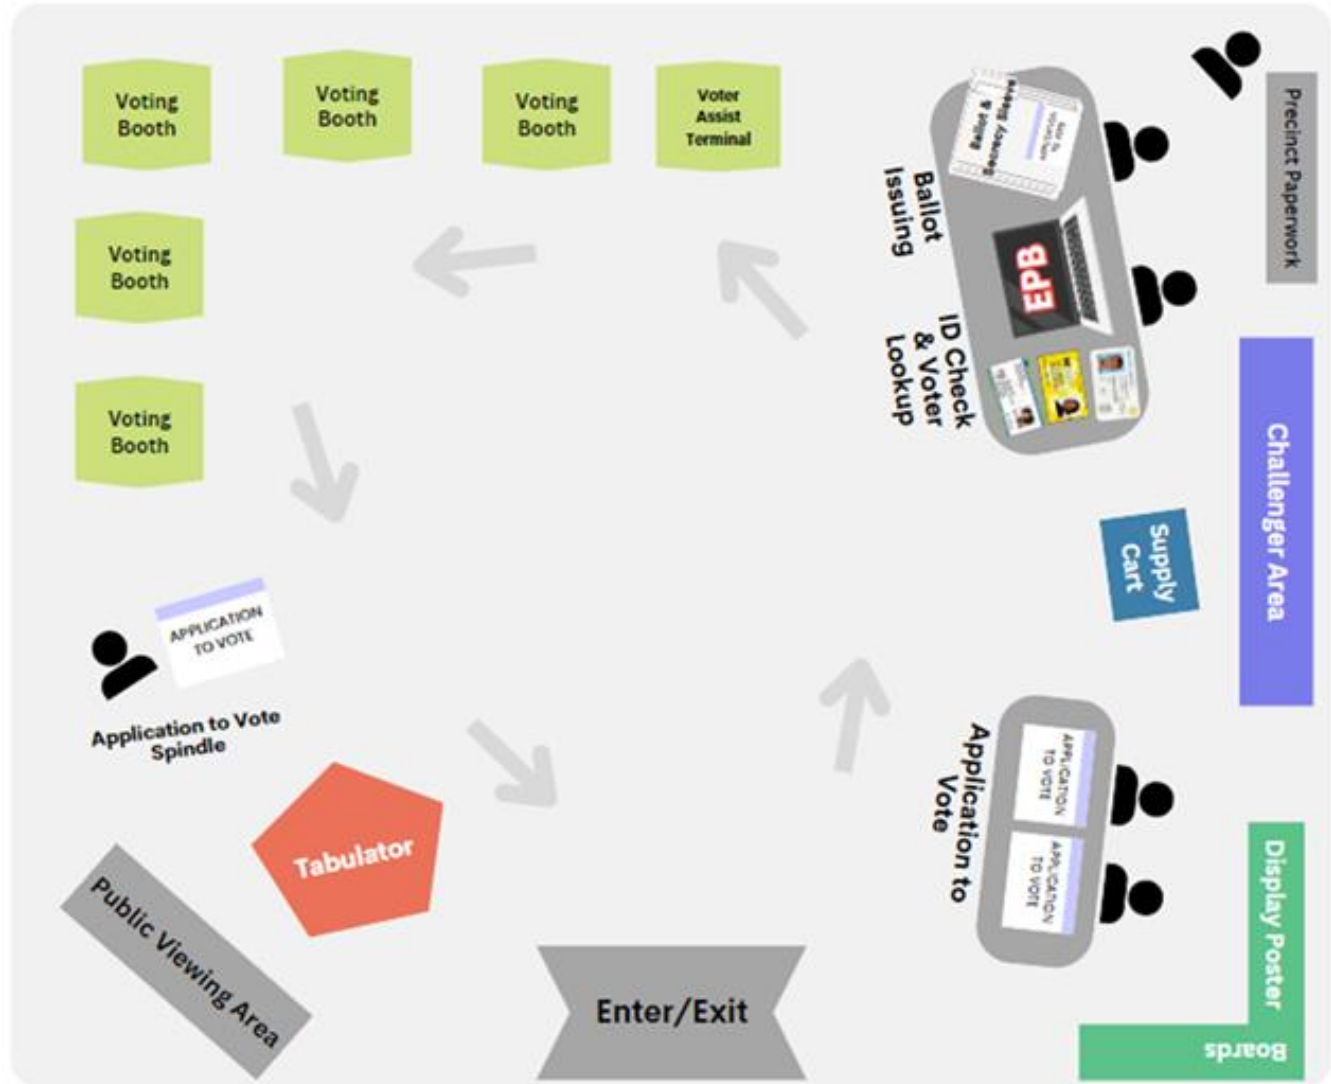 Voting
Booth
Voting
Booth
Voting
Booth
Voter
Assist
Terminal
Ballot &
Secrecy Sleeve
Precinct Paperwork
Ballot
Issuing
EPB
Voting
Booth
ID Check
& Voter
Lookup
Voting
Booth
Challenger Area
Supply
Cart
APPLICATION
TO VOTE
Application to Vote
Spindle
Application to
Vote
APPLICATION
TO VOTE
APPLICATION
TO VOTE
Tabulator
Display Poster
Boards
Public Viewing Area
Enter/Exit